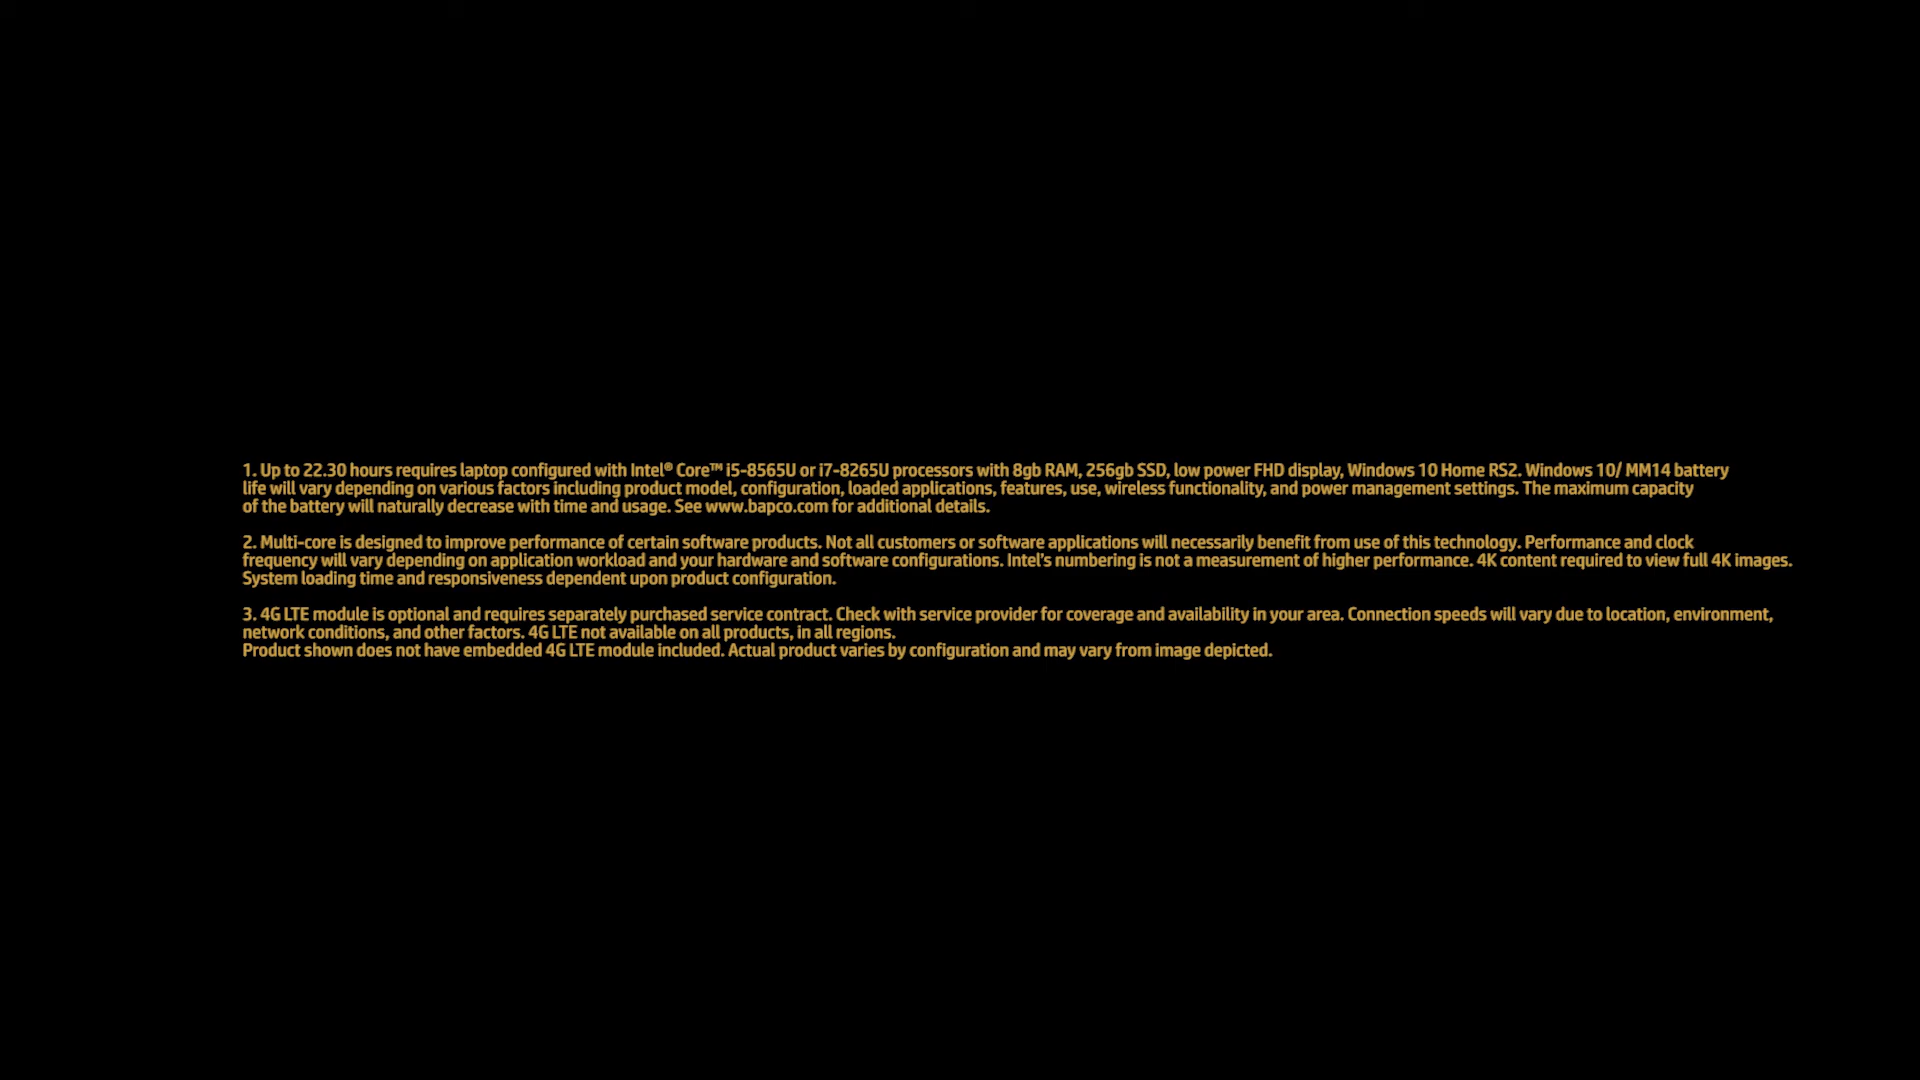 1. Up to 22.30 hours requires laptop configured with Intel® Core™ i5-8565U or i7-8265U processors with 8gb RAM, 256gb SSD, low power FHD display, Windows 10 Home RS2. Windows 10/ MM14 battery
life will vary depending on various factors including product model, configuration, loaded applications, features, use, wireless functionality, and power management settings. The maximum capacity
of the battery will naturally decrease with time and usage. See www.bapco.com for additional details.
2. Multi-core is designed to improve performance of certain software products. Not all customers or software applications will necessarily benefit from use of this technology. Performance and clock
frequency will vary depending on application workload and your hardware and software configurations. Intel's numbering is not a measurement of higher performance. 4K content required to view full 4K images.
System loading time and responsiveness dependent upon product configuration.
3. 4G LTE module is optional and requires separately purchased service contract. Check with service provider for coverage and availability in your area. Connection speeds will vary due to location, environment,
network conditions, and other factors. 4G LTE not available on all products, in all regions.
Product shown does not have embedded 4G LTE module included. Actual product varies by configuration and may vary from image depicted.